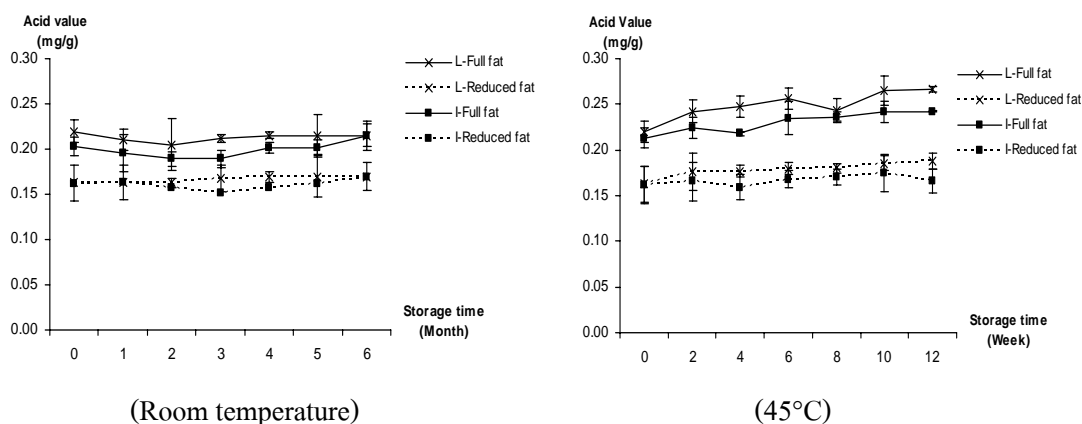 Acid value
(mg/g)
0.30
0.25
0.20
0.15
0.10
0.05
0.00
0 1 2 3 4 5 6
Storage time
(Month)
L-Full fat
L-Reduced fat
I-Full fat
I-Reduced fat
(Room temperature)
Acid Value
(mg/g)
0.30
0.25
0.20
0.15
0.10
0.05
0.00
0 2 4 6 8 10 12
Storage time
(Week)
L-Full fat
L-Reduced fat
I-Full fat
I-Reduced fat
(45°C)